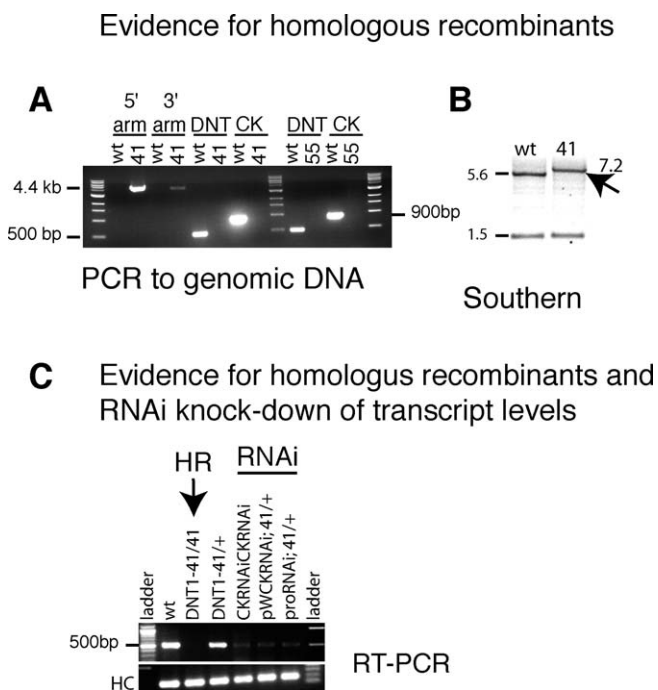 Evidence for homologous recombinants
A
5' 3'
arm arm DNT CK DNT CK
wt 41 wt 41 wt 41 wt 41 wt 55 wt 55
4.4 kb
500 bp
900bp
PCR to genomic DNA
B
wt 41
5.6
7.2
1.5
Southern
C
Evidence for homologus recombinants and
RNAi knock-down of transcript levels
HR RNAi
ladder
wt
DNT1-41/41
DNT1-41/+
CKRNAiCKRNAi
pWCKRNAi; 41/+
proRNAi; 41/+
ladder
500bp
HC
RT-PCR